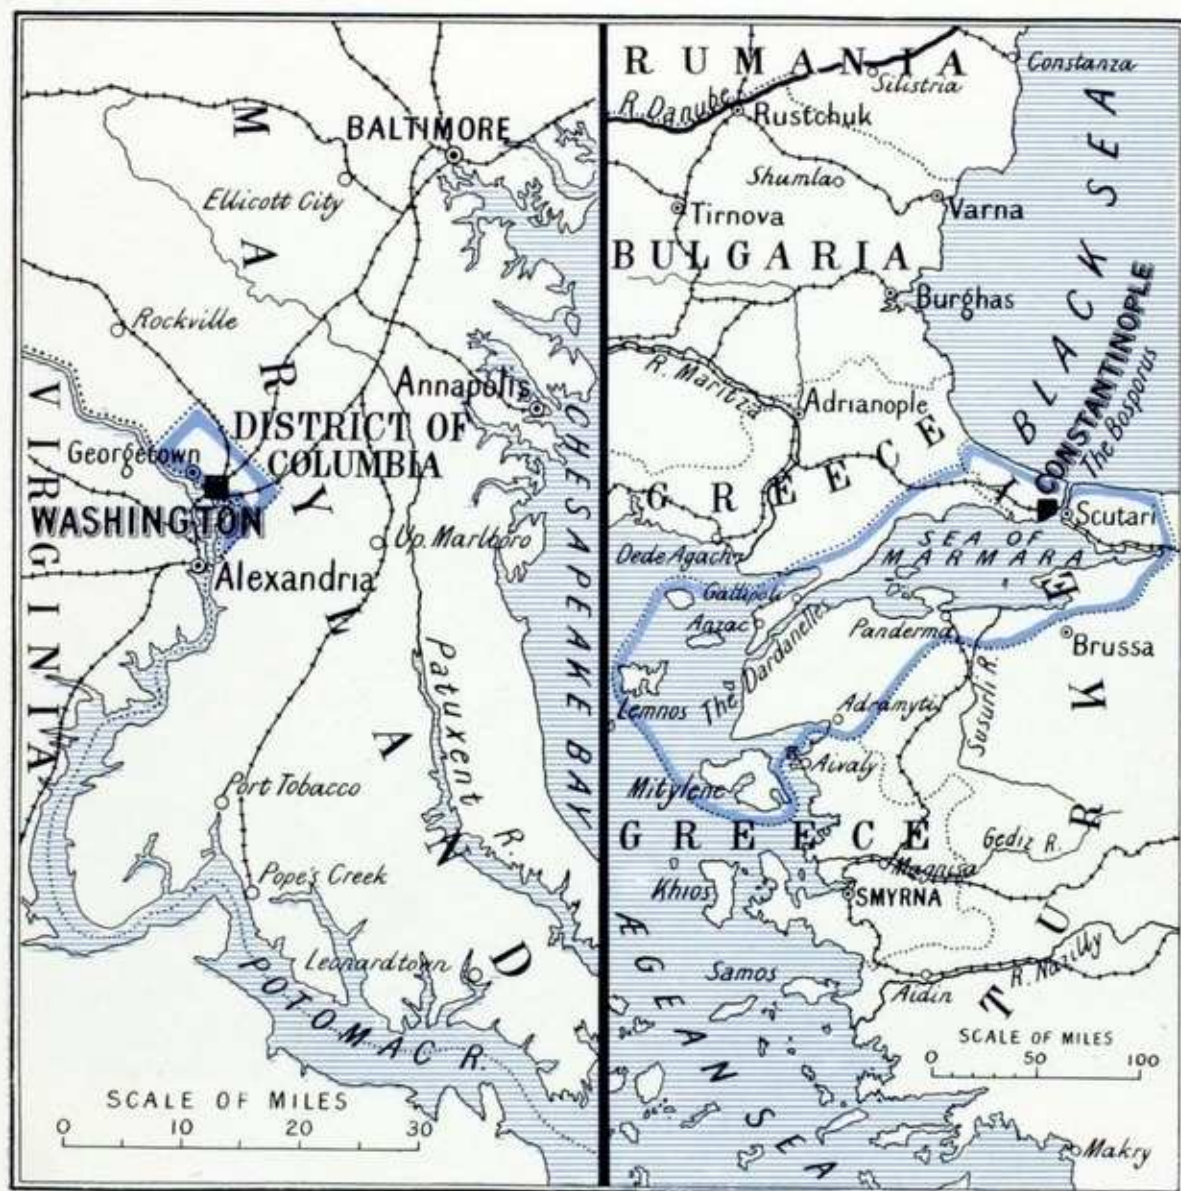 MARYLAND
BALTIMORE
Ellicott City
Rockville
VIRGINIA
Georgetown
DISTRICT OF
COLUMBIA
WASHINGTON
Alexandria
Annapolis
CHESAPEAKE BAY
Up. Marlboro
Patuxent R.
Port Tobacco
Pope's Creek
Leonardtown
POTOMAC R.
SCALE OF MILES
0 10 20 30
RUMANIA
Constanza
Silistria
R. Danube
Rustchuk
Shumla
Tirnova
Varna
BULGARIA
BLACK SEA
Burghas
R. Maritza
Adrianople
CONSTANTINOPLE
The Bosporus
GREECE
Scutari
SEA OF
MARMARA
Dede Agach
Gallipoli
Anzac
The Dardanelles
Panderma
Brussa
Susurli R.
Lemnos
Adramyti
Aivaly
Mitylene
GREECE
Gediz R.
Magnisa
Khios
SMYRNA
TURKEY
ÆGEAN SEA
Samos
Aidin
R. Nazilly
SCALE OF MILES
0 50 100
Makry